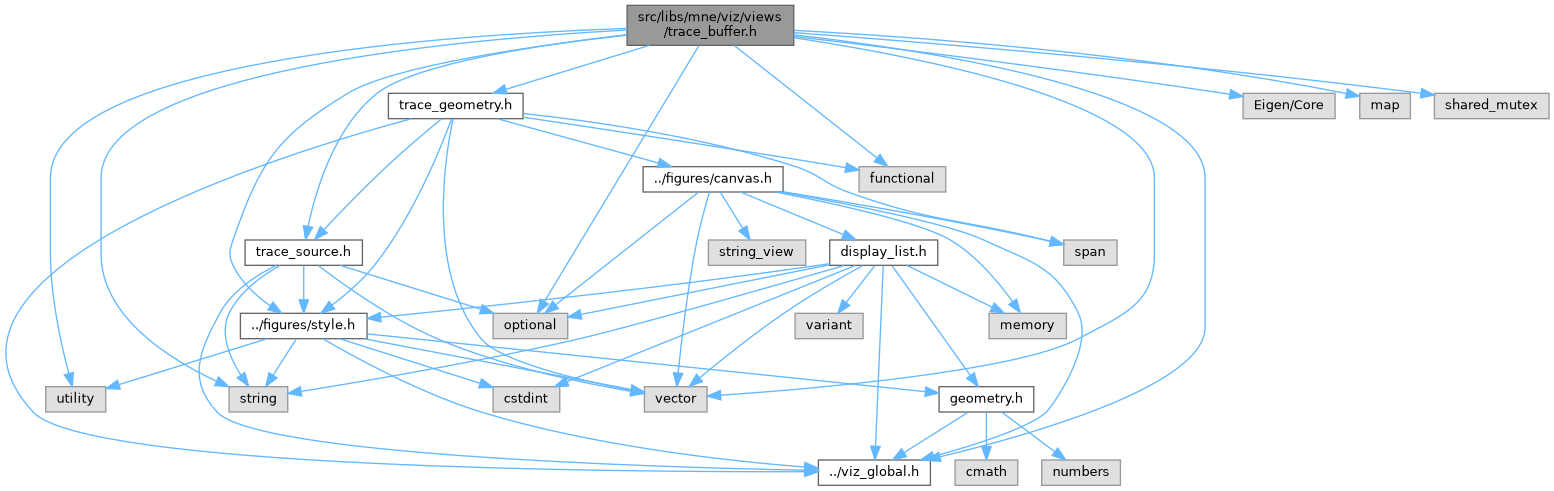 src/libs/mne/viz/views
/trace_buffer.h
trace_geometry.h
Eigen/Core
map
shared_mutex
../figures/canvas.h
functional
trace_source.h
string_view
display_list.h
span
../figures/style.h
optional
variant
memory
utility
string
cstdint
vector
geometry.h
../viz_global.h
cmath
numbers